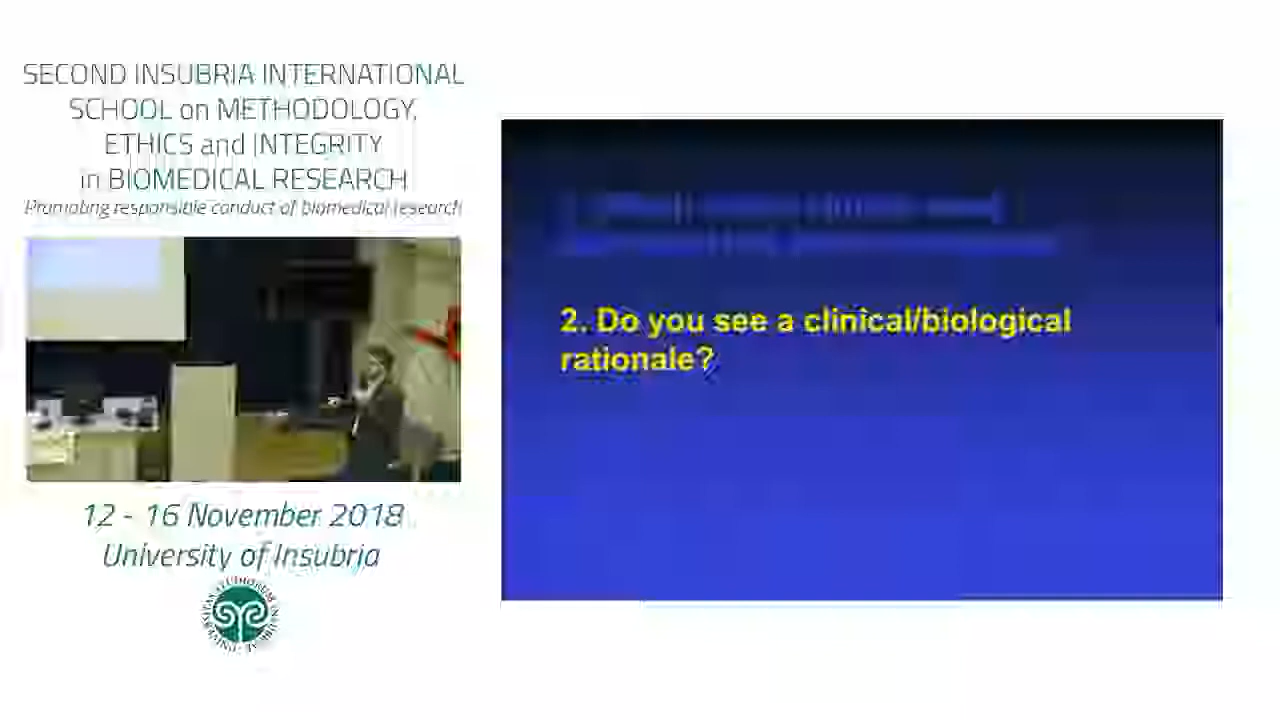 SECOND INSUBRIA INTERNATIONAL
SCHOOL on METHODOLOGY,
ETHICS and INTEGRITY
in BIOMEDICAL RESEARCH
Promoting responsible conduct of biomedical research
12 - 16 November 2018
University of Insubria
2. Do you see a clinical/biological
rationale?